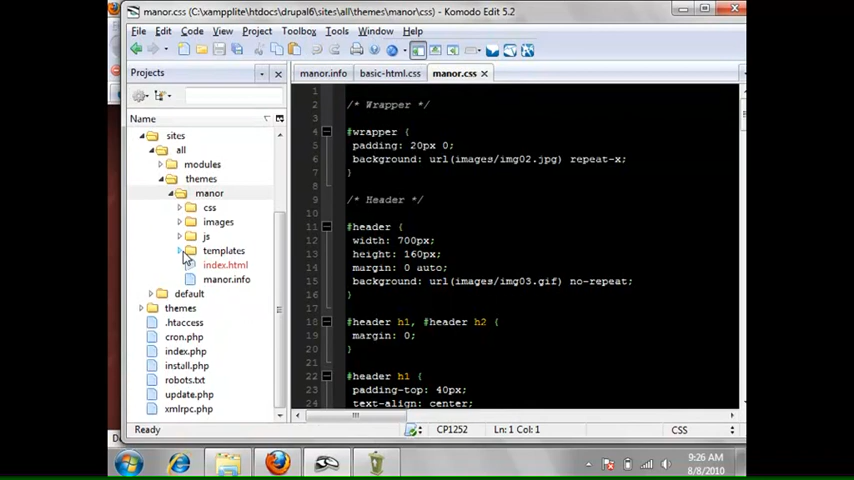 manor.css (C:\xampplite\htdocs\drupal6\sites\all\themes\manor\css) - Komodo Edit 5.2
File Edit Code View Project Toolbox Tools Window Help
Projects
manor.info basic-html.css manor.css
Name
sites
all
modules
themes
manor
css
images
js
templates
index.html
manor.info
default
themes
.htaccess
cron.php
index.php
install.php
robots.txt
update.php
xmlrpc.php
1
2 /* Wrapper */
3
4 #wrapper {
5 padding: 20px 0;
6 background: url(images/img02.jpg) repeat-x;
7 }
8
9 /* Header */
10
11 #header {
12 width: 700px;
13 height: 160px;
14 margin: 0 auto;
15 background: url(images/img03.gif) no-repeat;
16 }
17
18 #header h1, #header h2 {
19 margin: 0;
20 }
21
22 #header h1 {
23 padding-top: 40px;
24 text-align: center;
Ready CP1252 Ln: 1 Col: 1 CSS
9:26 AM
8/8/2010